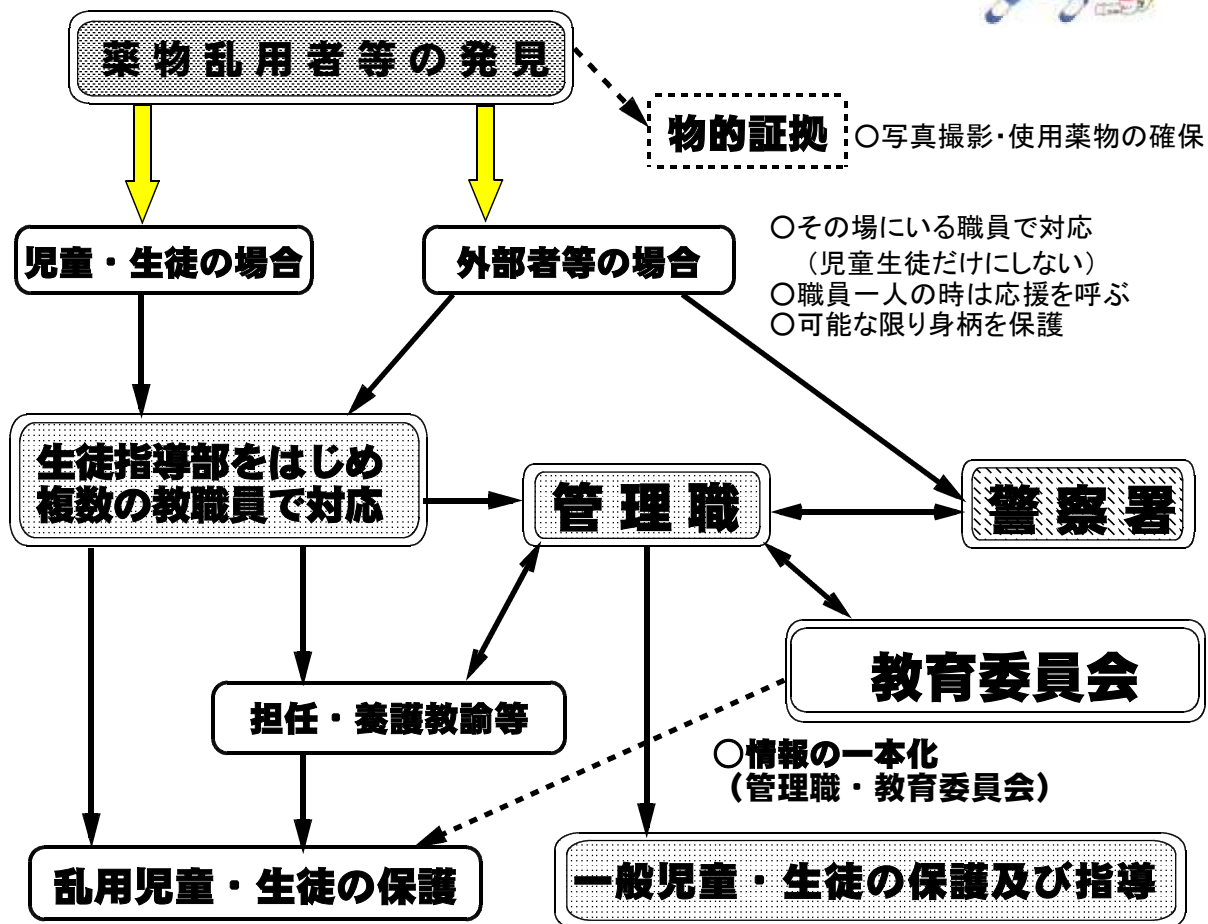 薬物乱用者等の発見
物的証拠
○写真撮影・使用薬物の確保
児童・生徒の場合
外部者等の場合
○その場にいる職員で対応
（児童生徒だけにしない）
○職員一人の時は応援を呼ぶ
○可能な限り身柄を保護
生徒指導部をはじめ
複数の教職員で対応
管理職
警察署
教育委員会
担任・養護教諭等
○情報の一本化
（管理職・教育委員会）
乱用児童・生徒の保護
一般児童・生徒の保護及び指導